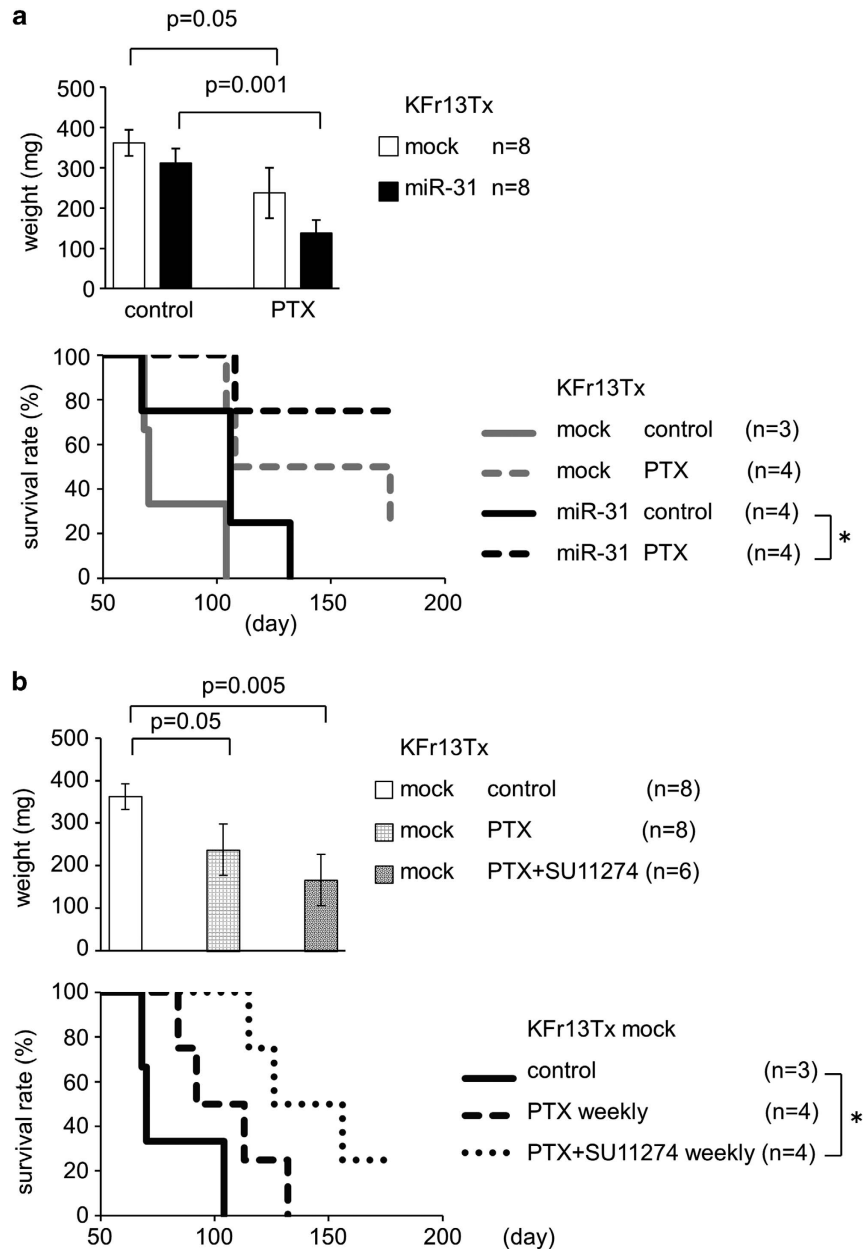 a
p=0.05
p=0.001
500
400
300
200
100
0
weight (mg)
control PTX
KFr13Tx
mock n=8
miR-31 n=8
100
80
60
40
20
0
survival rate (%)
50 100 150 200
(day)
KFr13Tx
mock control (n=3)
mock PTX (n=4)
miR-31 control (n=4)
miR-31 PTX (n=4)
*
b
p=0.005
p=0.05
500
400
300
200
100
0
weight (mg)
KFr13Tx
mock control (n=8)
mock PTX (n=8)
mock PTX+SU11274 (n=6)
100
80
60
40
20
0
survival rate (%)
50 100 150 200 (day)
KFr13Tx mock
control (n=3)
PTX weekly (n=4)
PTX+SU11274 weekly (n=4)
*